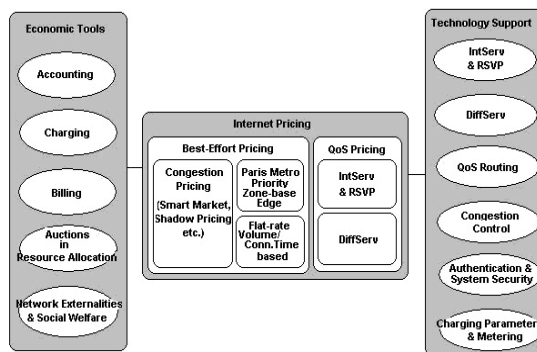 Economic Tools
Accounting
Charging
Billing
Auctions
in
Resource Allocation
Network Externalities
& Social Welfare
Internet Pricing
Best-Effort Pricing
Congestion
Pricing
(Smart Market,
Shadow Pricing
etc.)
Paris Metro
Priority
Zone-base
Edge
Flat-rate
Volume/
Conn.Time
based
QoS Pricing
IntServ
& RSVP
DiffServ
Technology Support
IntServ
& RSVP
DiffServ
QoS Routing
Congestion
Control
Authentication &
System Security
Charging Parameter
& Metering